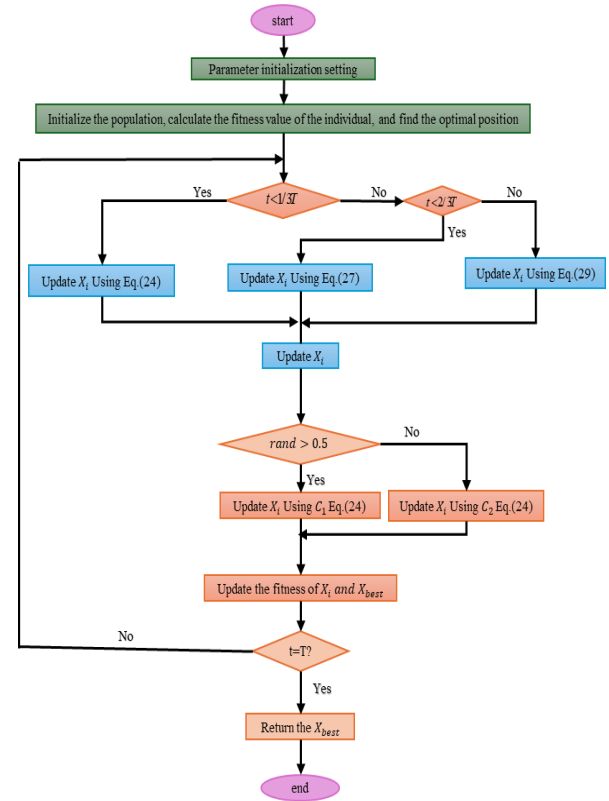 start
Parameter initialization setting
Initialize the population, calculate the fitness value of the individual, and find the optimal position
Yes
t<1/3T
No
t<2/3T
No
Yes
Update Xᵢ Using Eq.(24)
Update Xᵢ Using Eq.(27)
Update Xᵢ Using Eq.(29)
Update Xᵢ
rand > 0.5
No
Yes
Update Xᵢ Using C₁ Eq.(24)
Update Xᵢ Using C₂ Eq.(24)
Update the fitness of Xᵢ and X_best
No
t=T?
Yes
Return the X_best
end